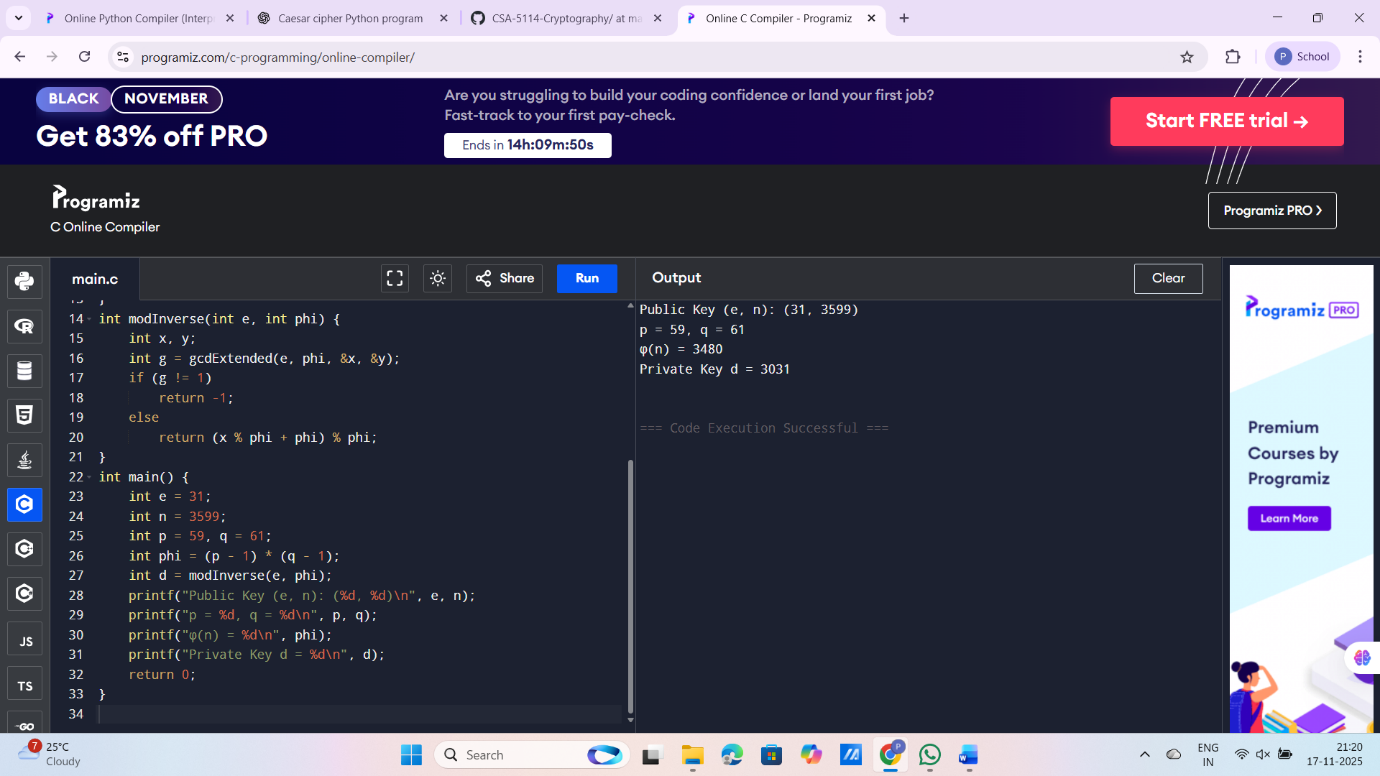 Online Python Compiler (Interp
Caesar cipher Python program
CSA-5114-Cryptography/ at ma
Online C Compiler - Programiz
programiz.com/c-programming/online-compiler/
P
School
BLACK NOVEMBER
Get 83% off PRO
Are you struggling to build your coding confidence or land your first job?
Fast-track to your first pay-check.
Ends in 14h:09m:50s
Start FREE trial →
Programiz
C Online Compiler
Programiz PRO
main.c
Share
Run
Output
Clear
14 int modInverse(int e, int phi) {
15 int x, y;
16 int g = gcdExtended(e, phi, &x, &y);
17 if (g != 1)
18 return -1;
19 else
20 return (x % phi + phi) % phi;
21 }
22 int main() {
23 int e = 31;
24 int n = 3599;
25 int p = 59, q = 61;
26 int phi = (p - 1) * (q - 1);
27 int d = modInverse(e, phi);
28 printf("Public Key (e, n): (%d, %d)\n", e, n);
29 printf("p = %d, q = %d\n", p, q);
30 printf("φ(n) = %d\n", phi);
31 printf("Private Key d = %d\n", d);
32 return 0;
33 }
34
Public Key (e, n): (31, 3599)
p = 59, q = 61
φ(n) = 3480
Private Key d = 3031
=== Code Execution Successful ===
Programiz PRO
Premium
Courses by
Programiz
Learn More
JS
TS
GO
7
25°C
Cloudy
Search
ENG
IN
21:20
17-11-2025